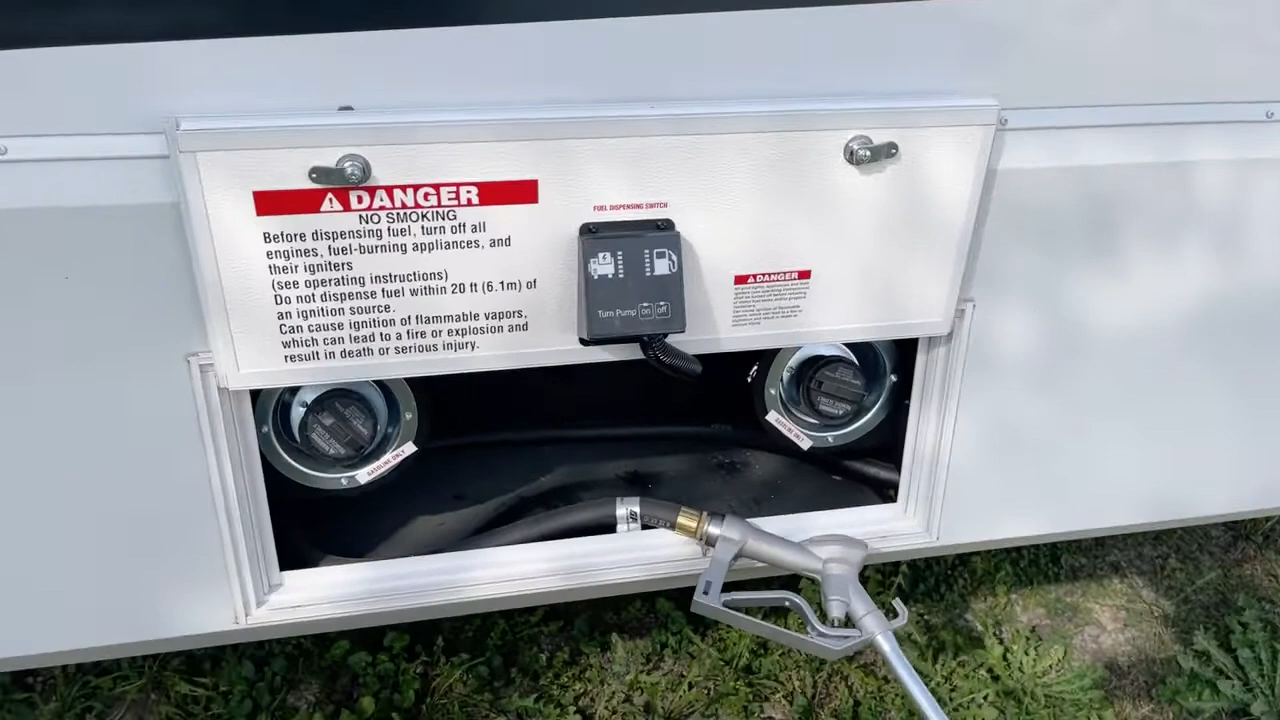 DANGER
NO SMOKING
Before dispensing fuel, turn off all
engines, fuel-burning appliances, and
their igniters
(see operating instructions)
Do not dispense fuel within 20 ft (6.1m) of
an ignition source.
Can cause ignition of flammable vapors,
which can lead to a fire or explosion and
result in death or serious injury.
FUEL DISPENSING SWITCH
Turn Pump on off
DANGER
GASOLINE ONLY
GASOLINE ONLY